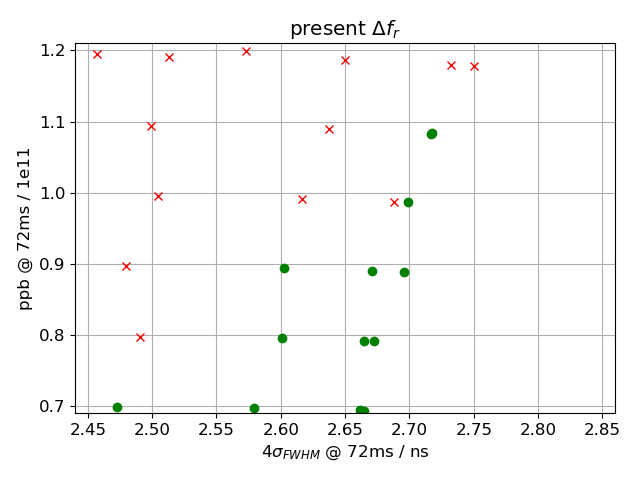 present Δf_r
1.2
1.1
1.0
0.9
0.8
0.7
ppb @ 72ms / 1e11
2.45 2.50 2.55 2.60 2.65 2.70 2.75 2.80 2.85
4σ_FWHM @ 72ms / ns